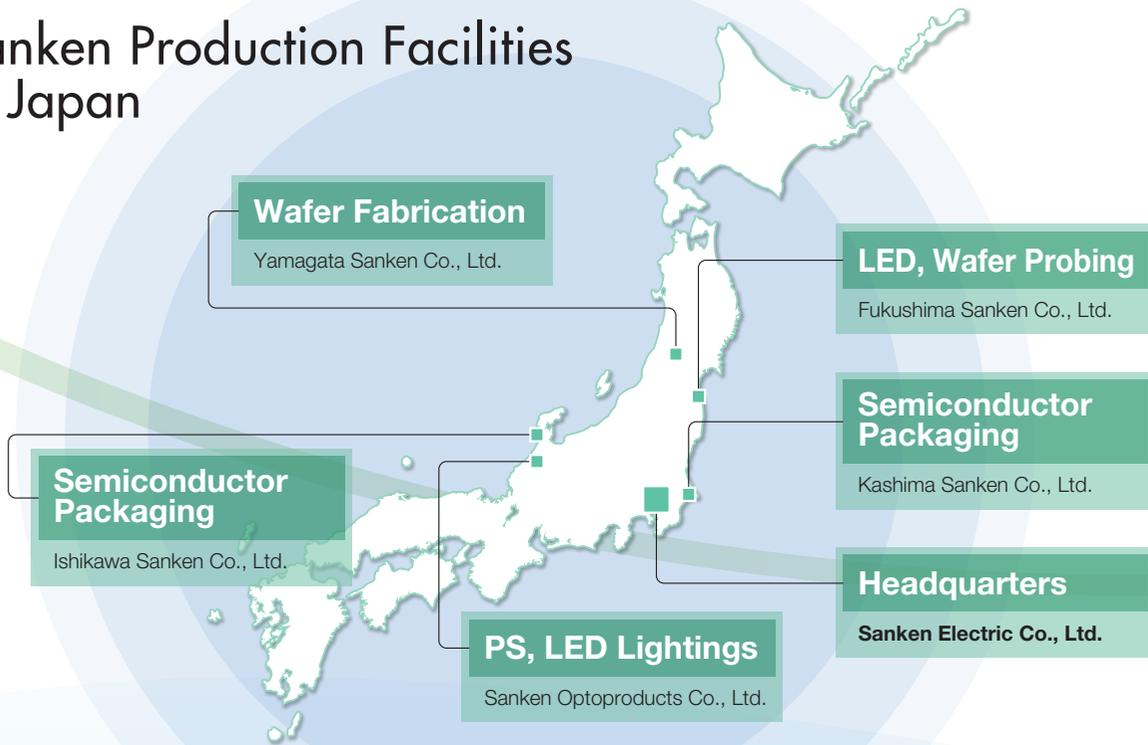 anken Production Facilities
Japan
Wafer Fabrication
Yamagata Sanken Co., Ltd.
LED, Wafer Probing
Fukushima Sanken Co., Ltd.
Semiconductor
Packaging
Kashima Sanken Co., Ltd.
Semiconductor
Packaging
Ishikawa Sanken Co., Ltd.
Headquarters
Sanken Electric Co., Ltd.
PS, LED Lightings
Sanken Optoproducts Co., Ltd.